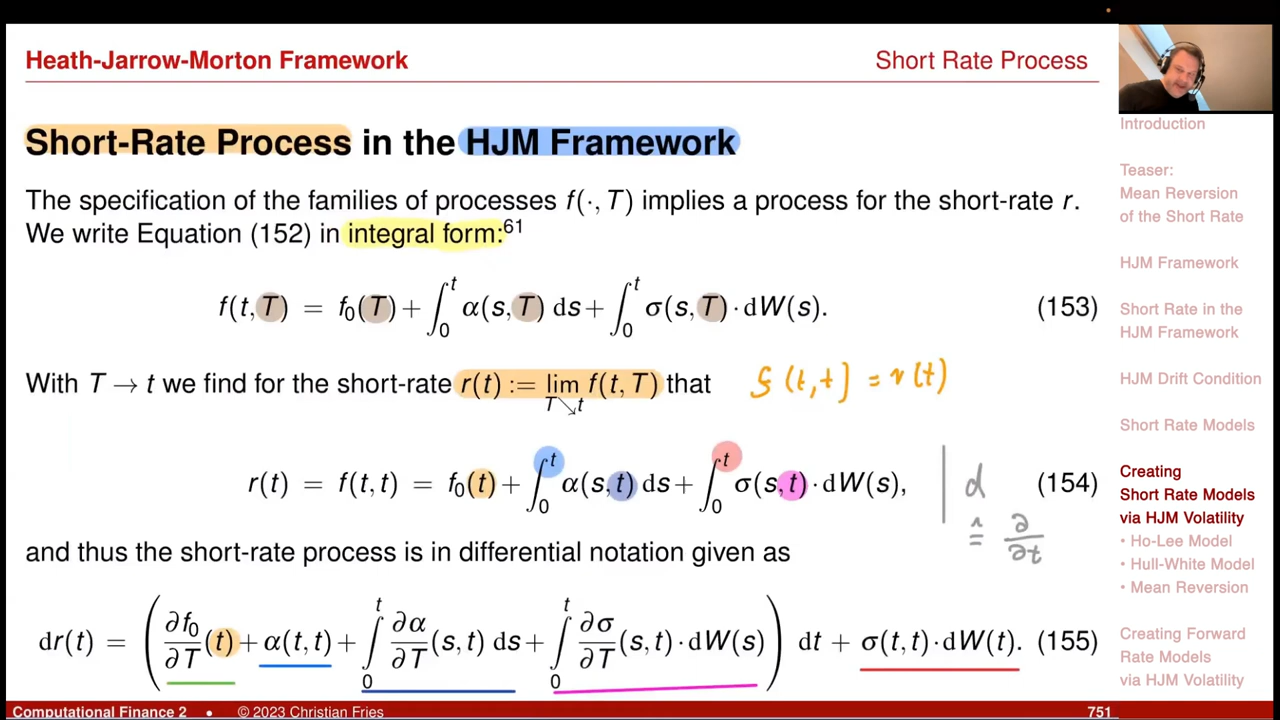 Heath-Jarrow-Morton Framework
Short Rate Process
Short-Rate Process in the HJM Framework
The specification of the families of processes f(·, T) implies a process for the short-rate r.
We write Equation (152) in integral form:⁶¹
f(t, T) = f₀(T) + ∫₀ᵗ α(s, T) ds + ∫₀ᵗ σ(s, T) · dW(s). (153)
With T → t we find for the short-rate r(t) := lim_{T↘t} f(t, T) that f(t,t) = r(t)
r(t) = f(t, t) = f₀(t) + ∫₀ᵗ α(s, t) ds + ∫₀ᵗ σ(s, t) · dW(s), | d (154)
≙ ∂/∂t
and thus the short-rate process is in differential notation given as
dr(t) = ( ∂f₀/∂T (t) + α(t, t) + ∫₀ᵗ ∂α/∂T (s, t) ds + ∫₀ᵗ ∂σ/∂T (s, t) · dW(s) ) dt + σ(t, t) · dW(t). (155)
Introduction
Teaser:
Mean Reversion
of the Short Rate
HJM Framework
Short Rate in the
HJM Framework
HJM Drift Condition
Short Rate Models
Creating
Short Rate Models
via HJM Volatility
• Ho-Lee Model
• Hull-White Model
• Mean Reversion
Creating Forward
Rate Models
via HJM Volatility
Computational Finance 2 • © 2023 Christian Fries 751